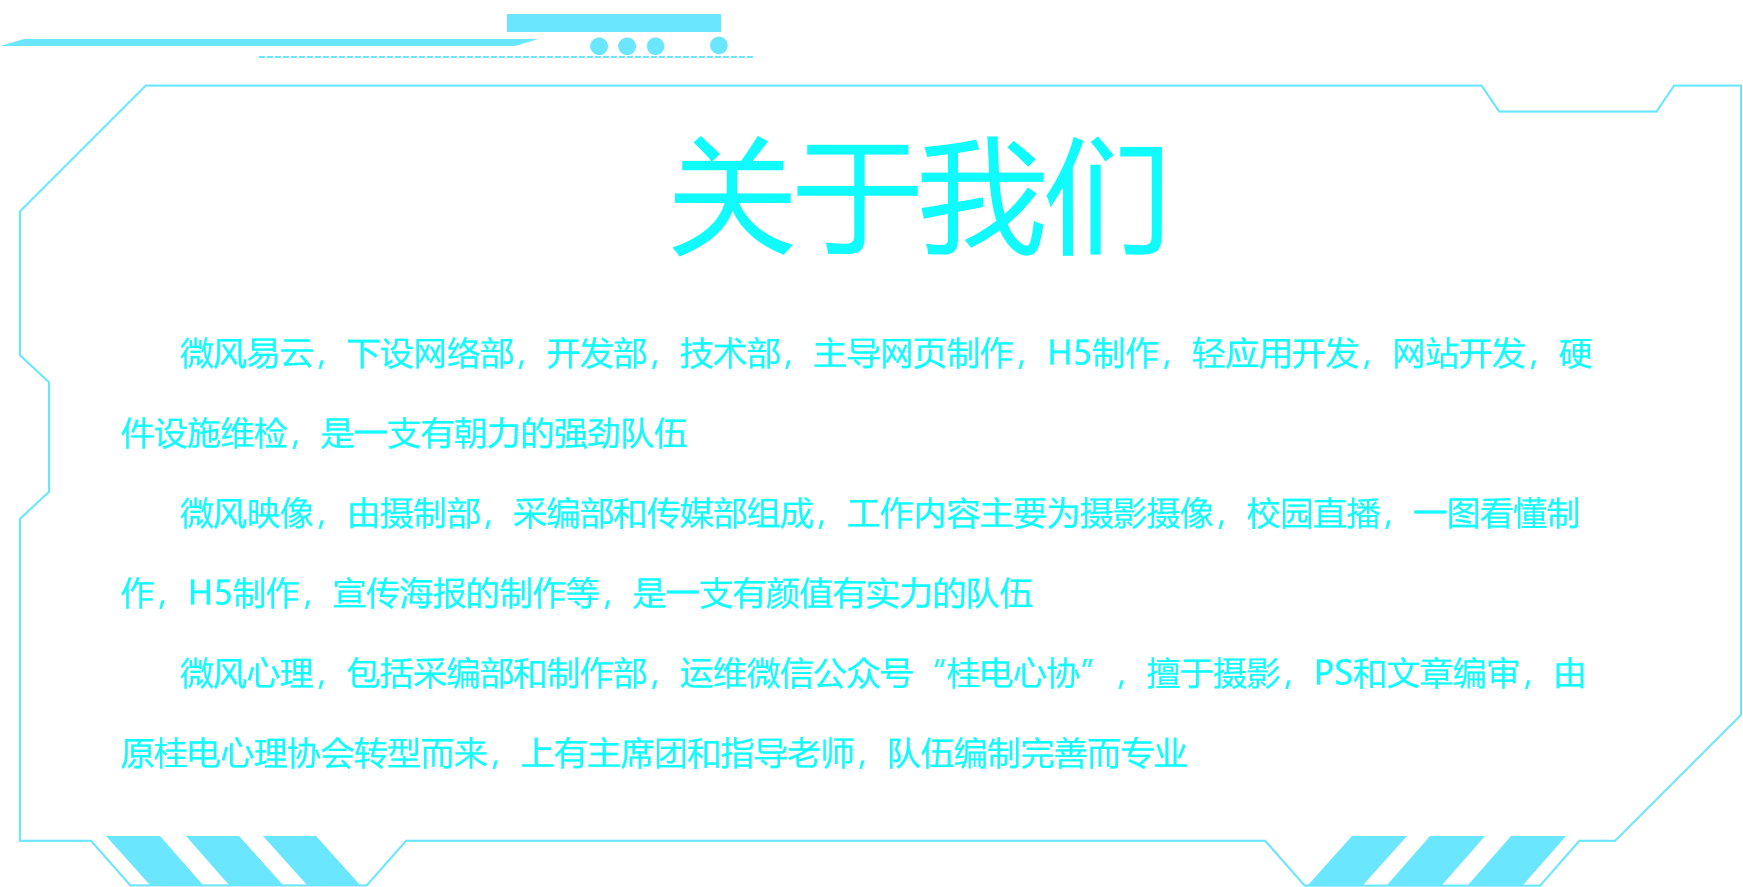 关于我们
微风易云，下设网络部，开发部，技术部，主导网页制作，H5制作，轻应用开发，网站开发，硬
件设施维检，是一支有朝力的强劲队伍
微风映像，由摄制部，采编部和传媒部组成，工作内容主要为摄影摄像，校园直播，一图看懂制
作，H5制作，宣传海报的制作等，是一支有颜值有实力的队伍
微风心理，包括采编部和制作部，运维微信公众号“桂电心协”，擅于摄影，PS和文章编审，由
原桂电心理协会转型而来，上有主席团和指导老师，队伍编制完善而专业